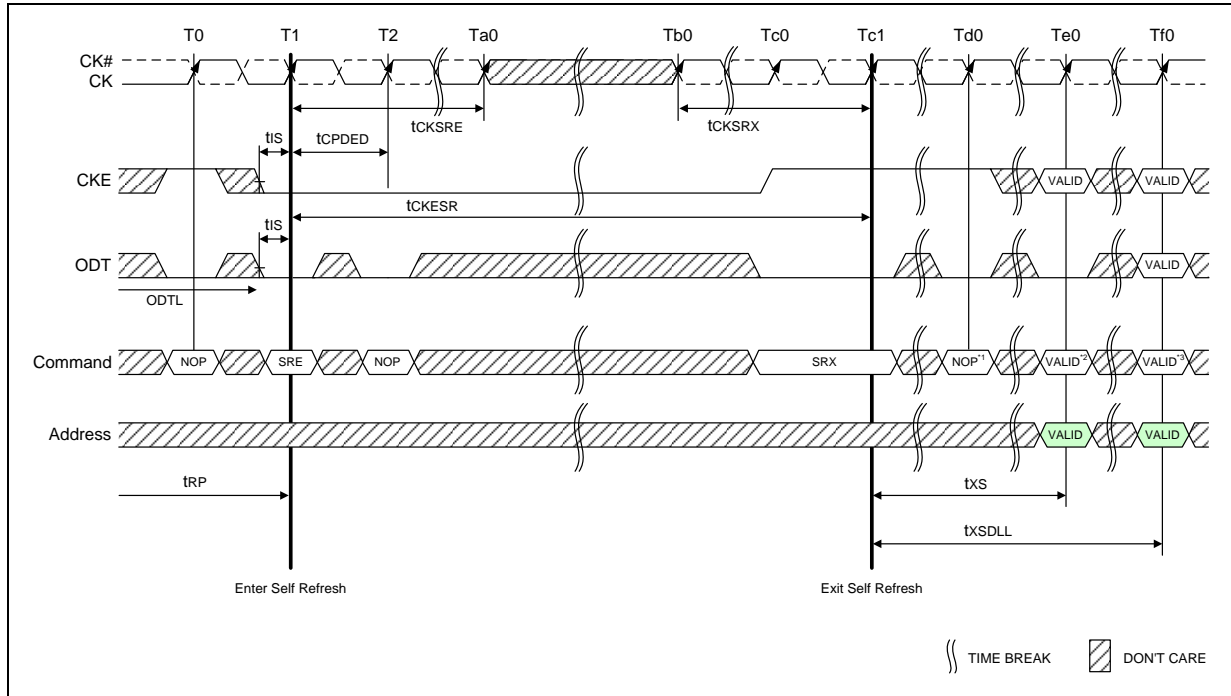 T0 T1 T2 Ta0 Tb0 Tc0 Tc1 Td0 Te0 Tf0
CK#
CK
tCKSRE tCKSRX
tIS tCPDED
CKE VALID VALID
tCKESR
tIS
ODT VALID
ODTL
Command NOP SRE NOP SRX NOP*1 VALID*2 VALID*3
Address VALID VALID
tRP tXS
tXSDLL
Enter Self Refresh Exit Self Refresh
TIME BREAK DON'T CARE